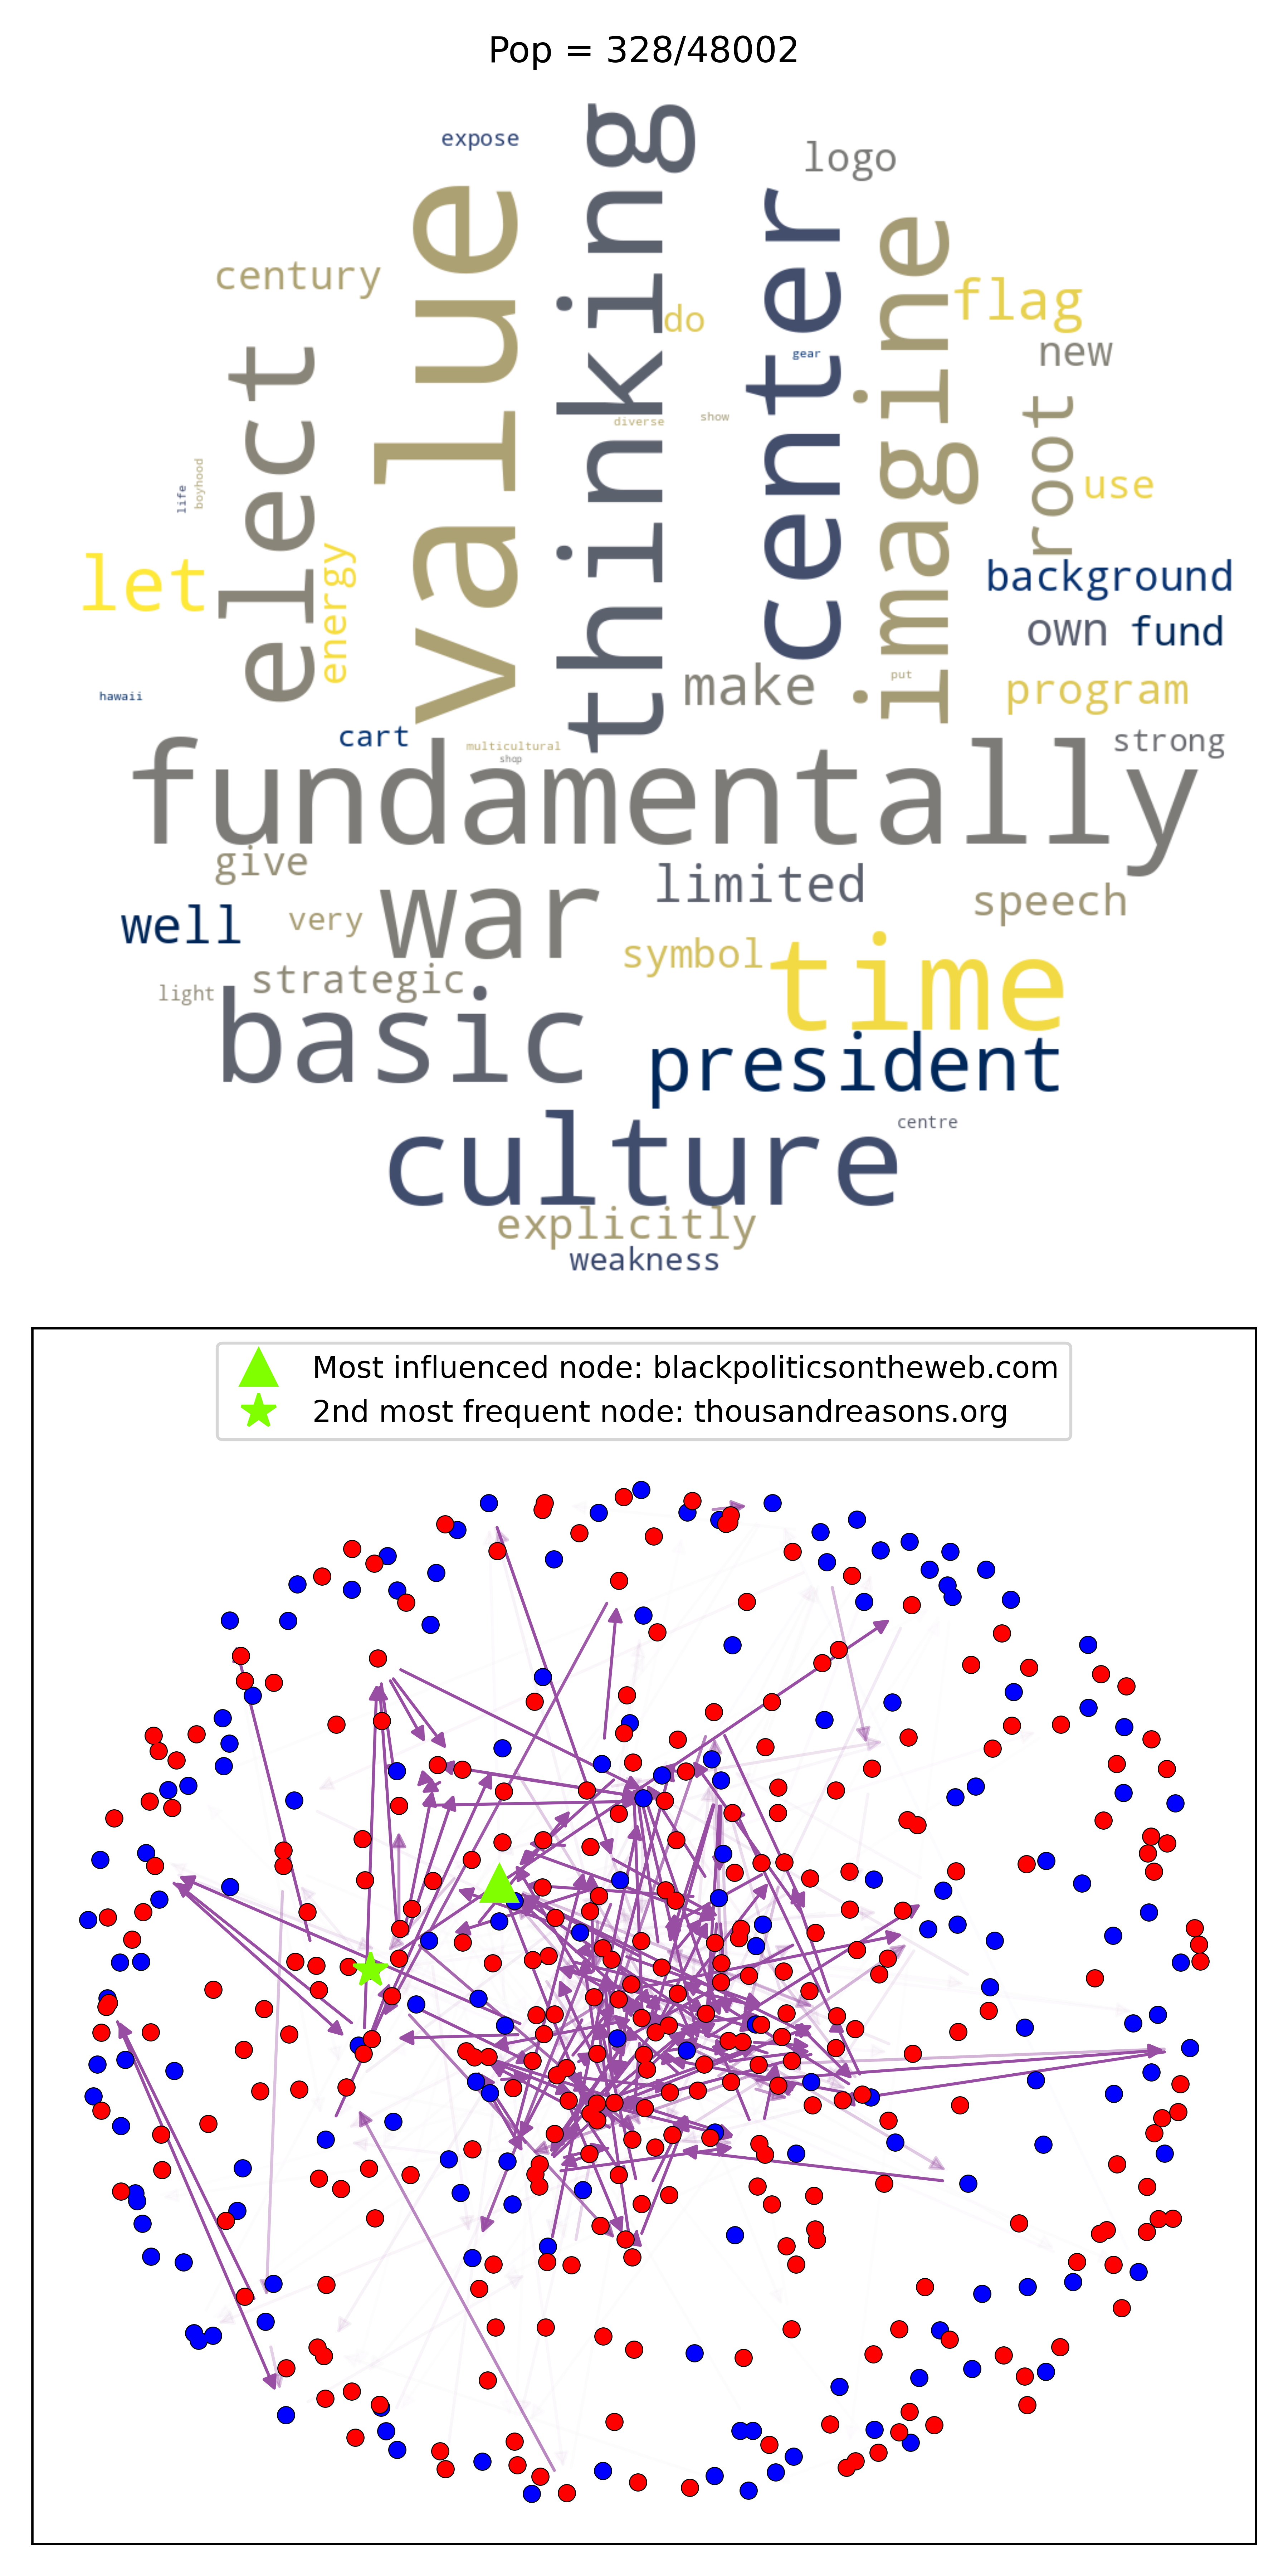 Pop = 328/48002
expose
logo
thinking
value
center
imagine
century
flag
do
new
elect
gear
root
diverse
show
life
boyhood
use
let
energy
background
own
fund
hawaii
make
put
program
cart
multicultural
shop
strong
fundamentally
give
war
limited
speech
well
very
symbol
time
light
strategic
basic
president
culture
centre
explicitly
weakness
Most influenced node: blackpoliticsontheweb.com
2nd most frequent node: thousandreasons.org